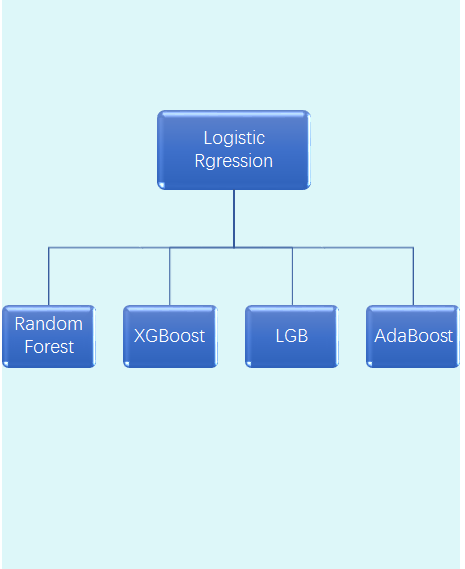 Logistic
Rgression
Random
Forest
XGBoost
LGB
AdaBoost